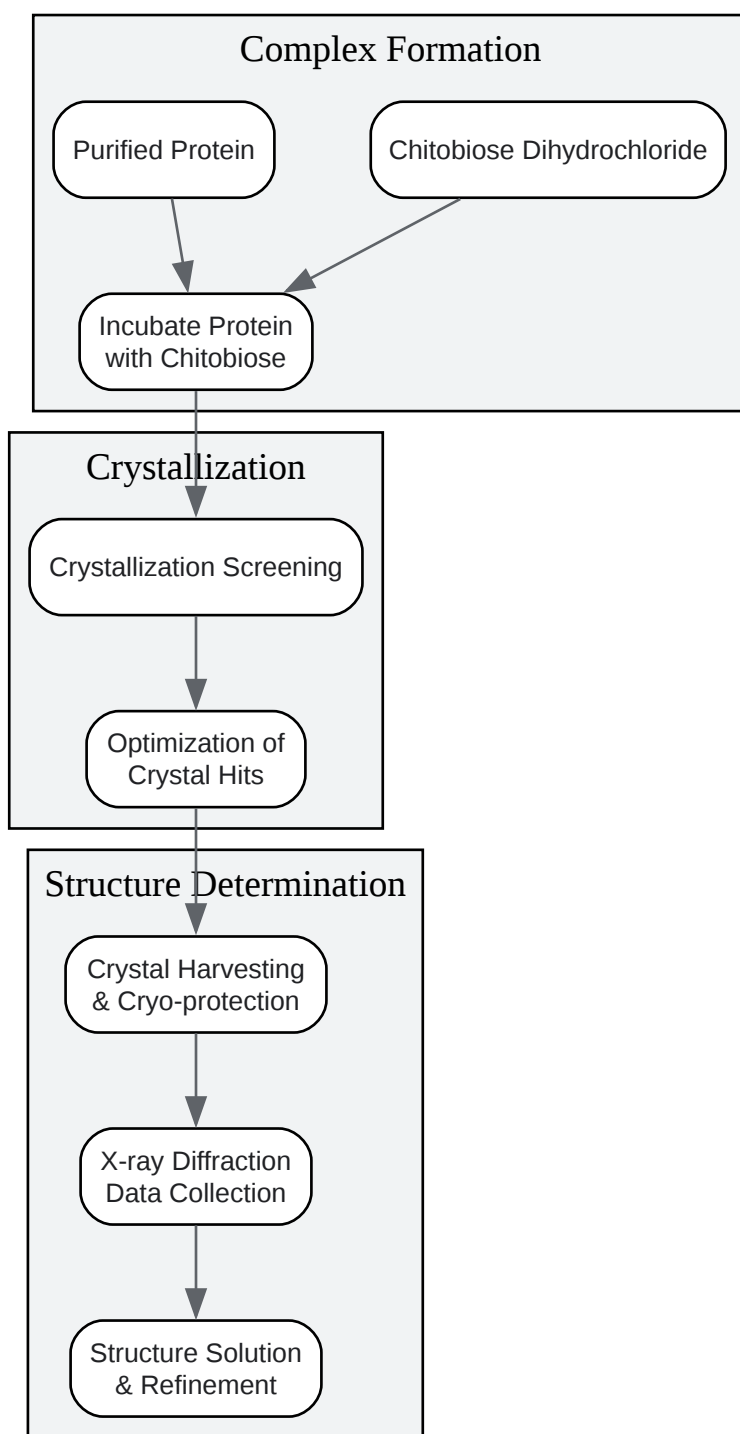 Complex Formation
Purified Protein
Chitobiose Dihydrochloride
Incubate Protein
with Chitobiose
Crystallization
Crystallization Screening
Optimization of
Crystal Hits
Structure Determination
Crystal Harvesting
& Cryo-protection
X-ray Diffraction
Data Collection
Structure Solution
& Refinement